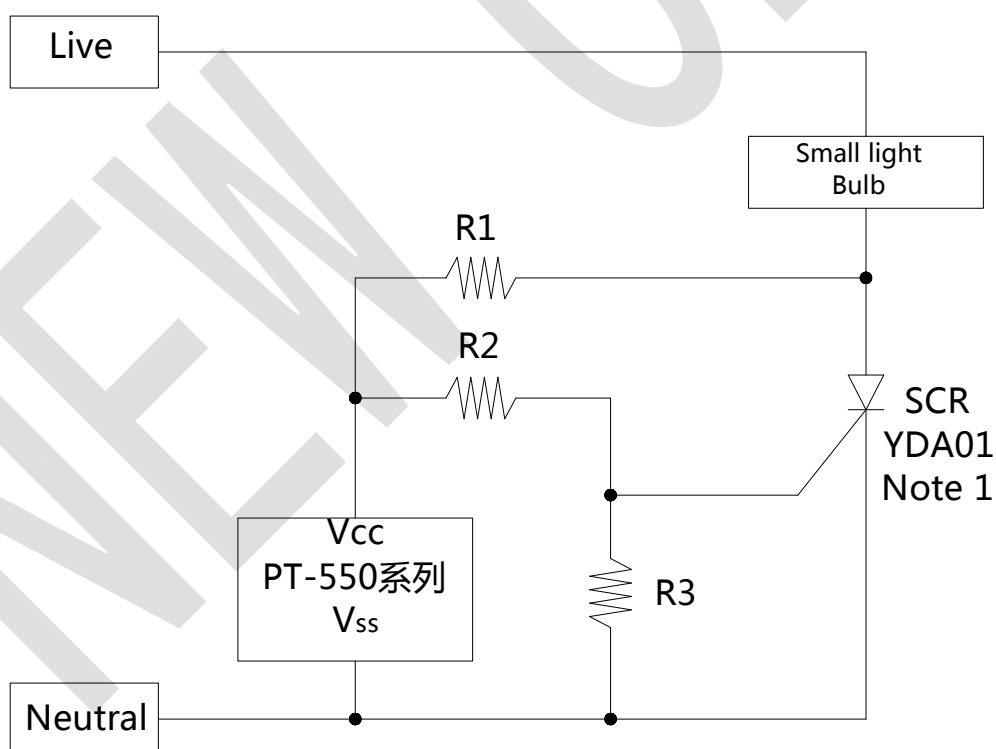 Live
Small light
Bulb
R1
R2
SCR
YDA01
Note 1
Vcc
PT-550系列
Vss
R3
Neutral
NEW